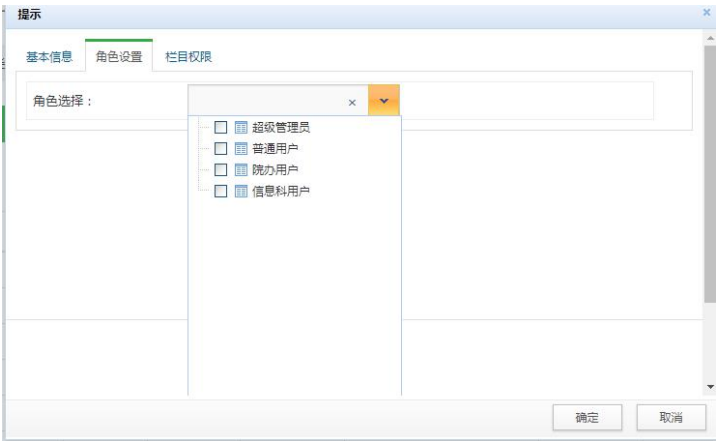 提示
基本信息 角色设置 栏目权限
角色选择：
超级管理员
普通用户
院办用户
信息科用户
确定 取消